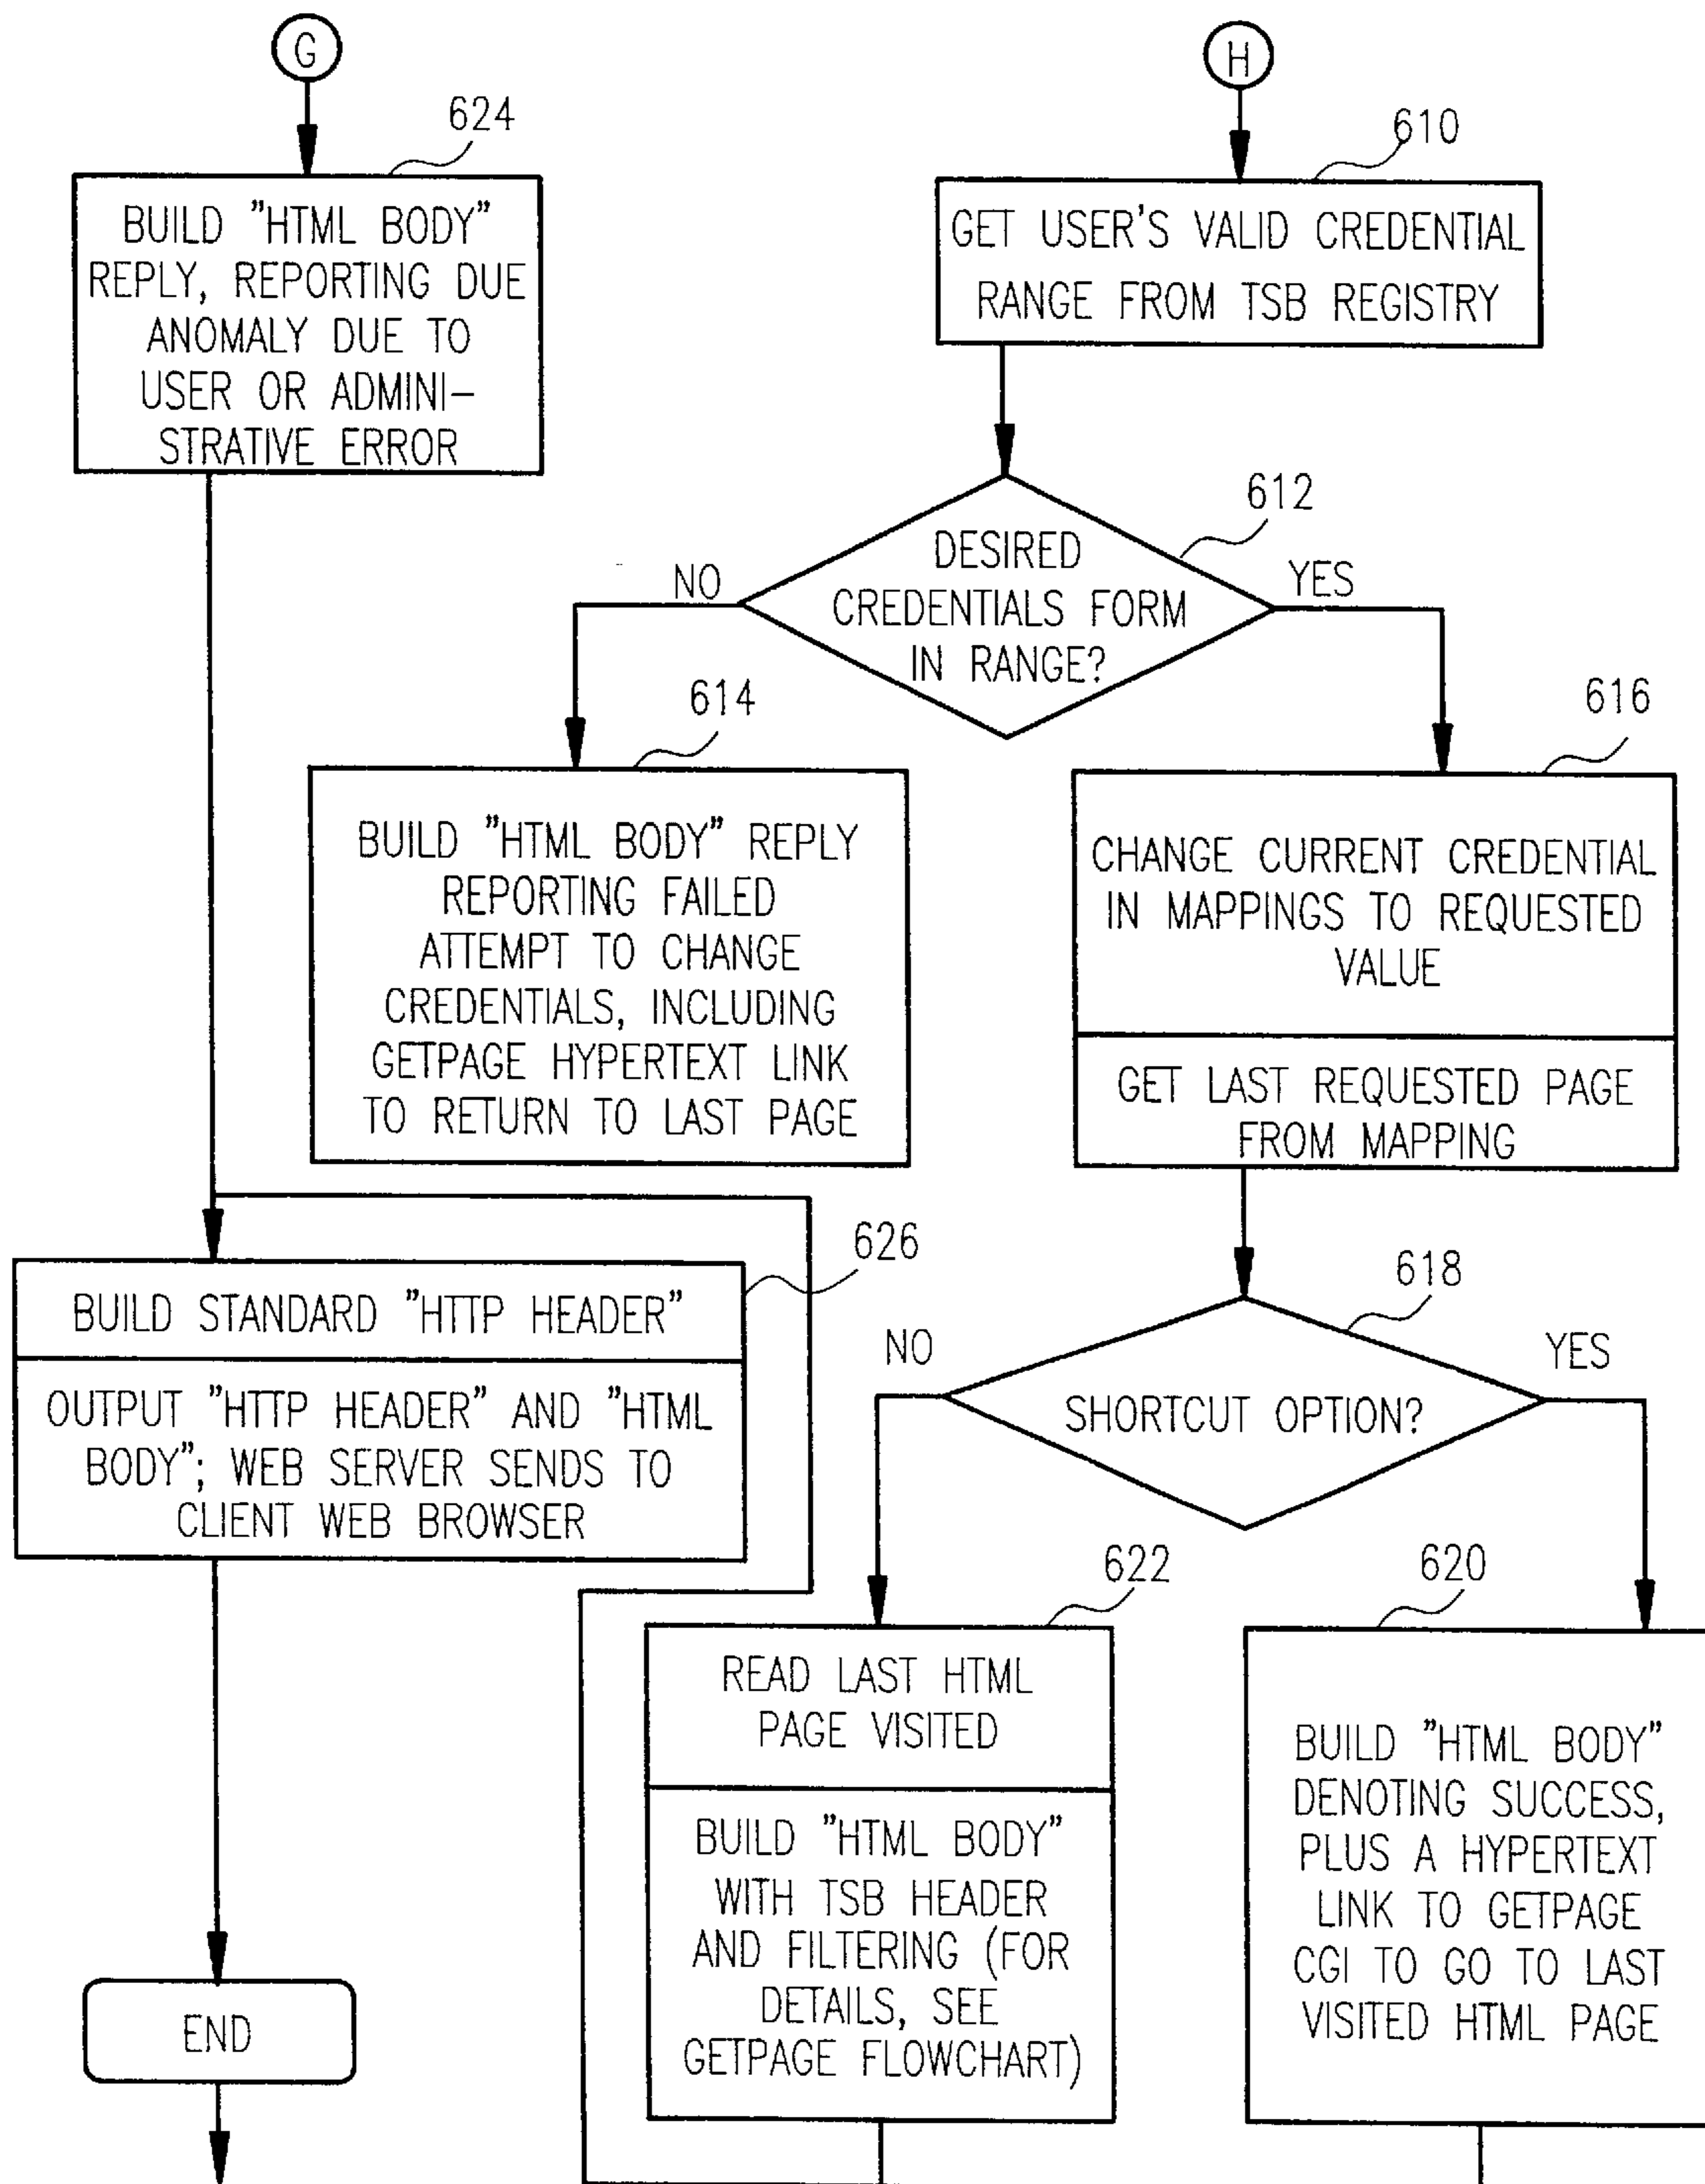 G
624
BUILD "HTML BODY"
REPLY, REPORTING DUE
ANOMALY DUE TO
USER OR ADMINI-
STRATIVE ERROR
H
610
GET USER'S VALID CREDENTIAL
RANGE FROM TSB REGISTRY
612
DESIRED
CREDENTIALS FORM
IN RANGE?
NO
YES
614
BUILD "HTML BODY" REPLY
REPORTING FAILED
ATTEMPT TO CHANGE
CREDENTIALS, INCLUDING
GETPAGE HYPERTEXT LINK
TO RETURN TO LAST PAGE
616
CHANGE CURRENT CREDENTIAL
IN MAPPINGS TO REQUESTED
VALUE
GET LAST REQUESTED PAGE
FROM MAPPING
626
BUILD STANDARD "HTTP HEADER"
OUTPUT "HTTP HEADER" AND "HTML
BODY"; WEB SERVER SENDS TO
CLIENT WEB BROWSER
618
NO
YES
SHORTCUT OPTION?
622
READ LAST HTML
PAGE VISITED
BUILD "HTML BODY"
WITH TSB HEADER
AND FILTERING (FOR
DETAILS, SEE
GETPAGE FLOWCHART)
620
BUILD "HTML BODY"
DENOTING SUCCESS,
PLUS A HYPERTEXT
LINK TO GETPAGE
CGI TO GO TO LAST
VISITED HTML PAGE
END